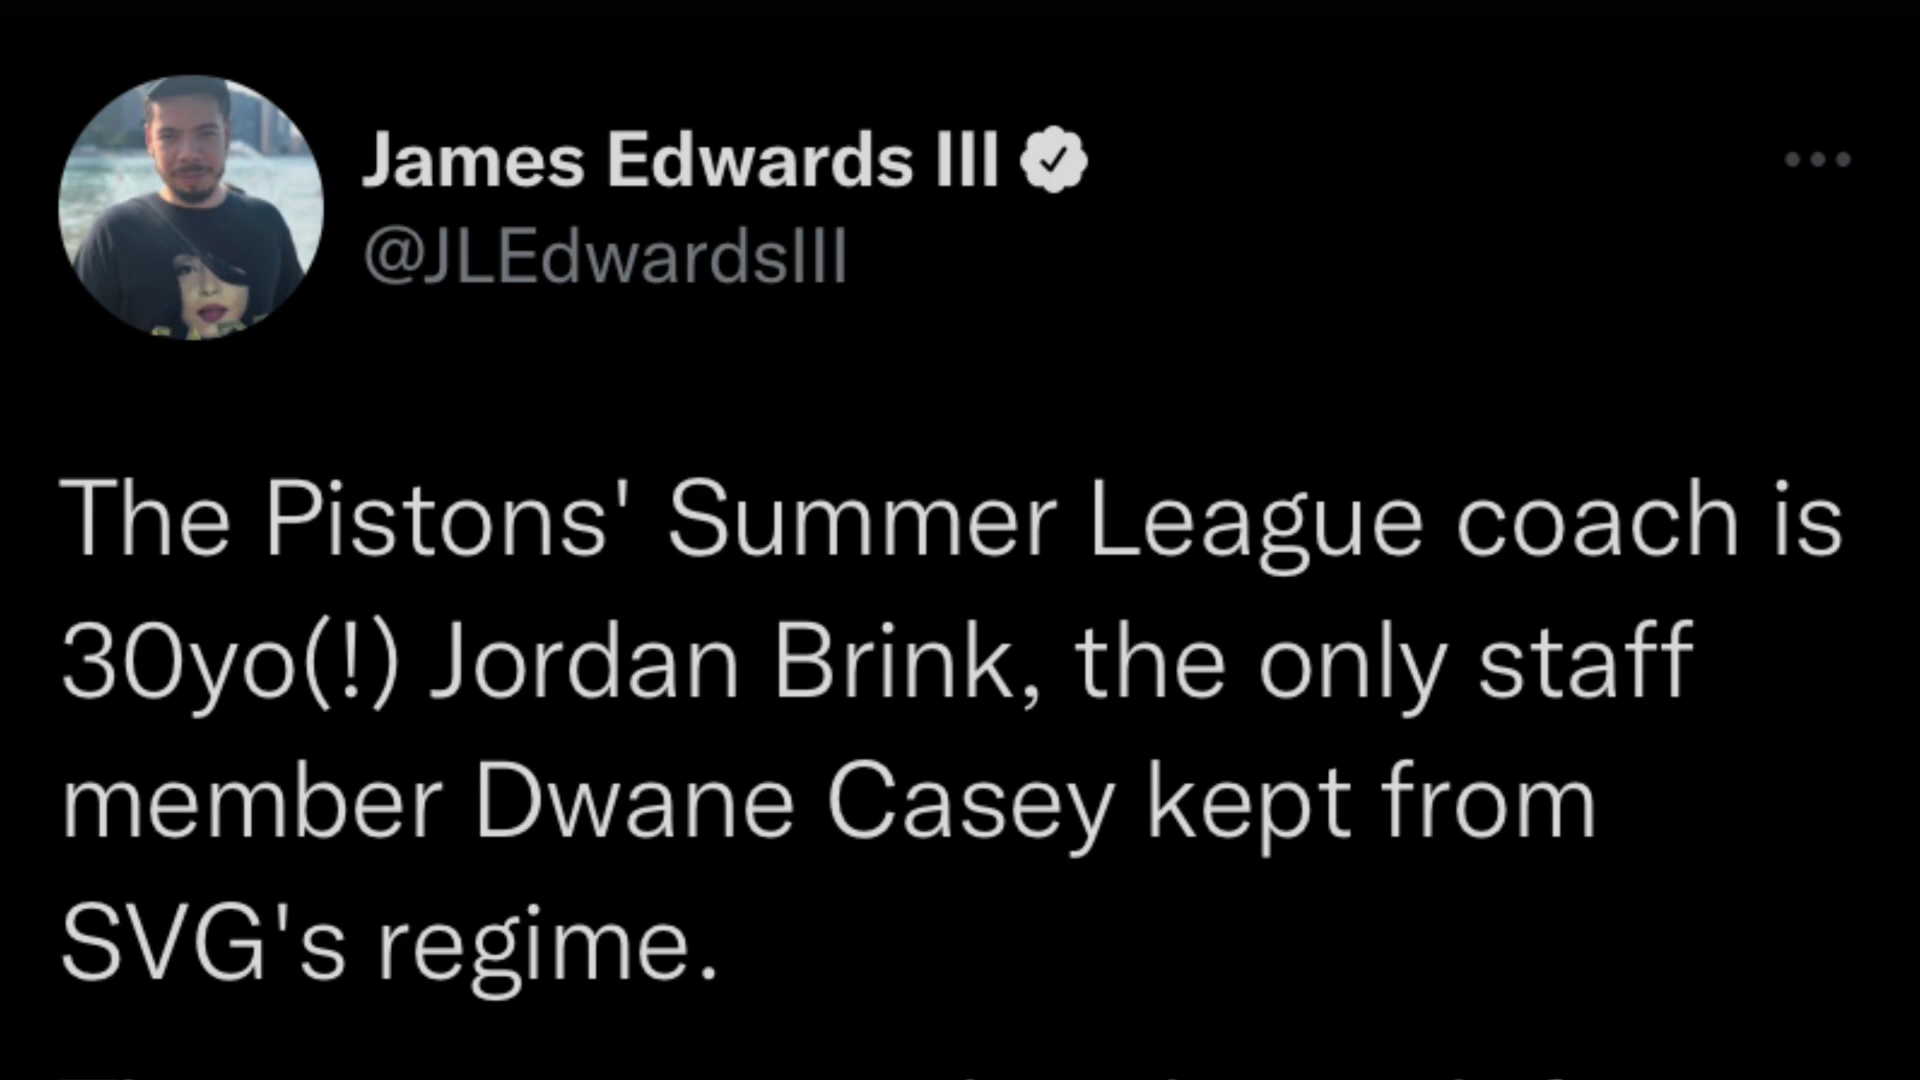 James Edwards III
@JLEdwardsIII
The Pistons' Summer League coach is
30yo(!) Jordan Brink, the only staff
member Dwane Casey kept from
SVG's regime.